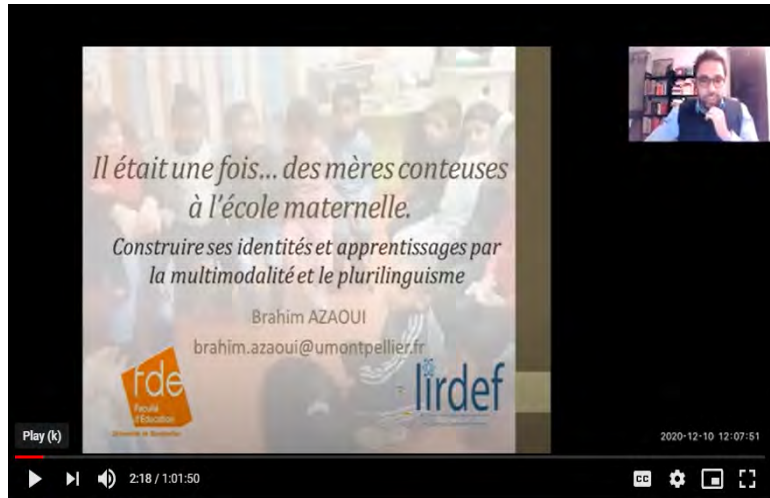 Il était une fois... des mères conteuses
à l'école maternelle.
Construire ses identités et apprentissages par
la multimodalité et le plurilinguisme
Brahim AZAOUI
brahim.azaoui@umontpellier.fr
fde
Faculté
d'Éducation
lirdef
Play (k)
2020-12-10 12:07:51
2:18 / 1:01:50
CC